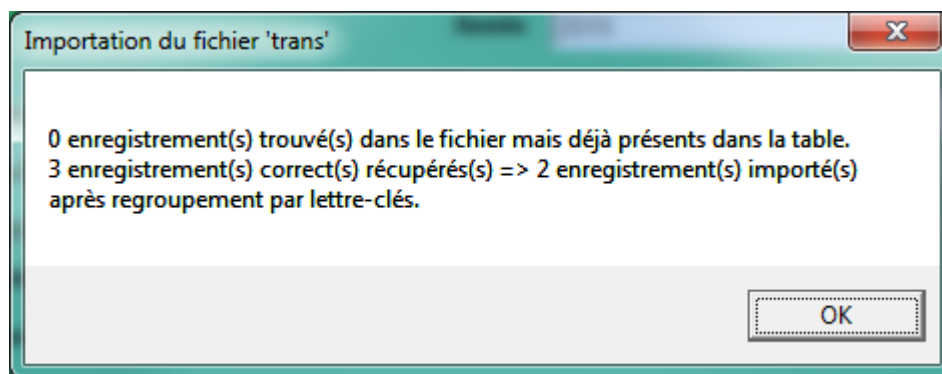 Importation du fichier 'trans'
0 enregistrement(s) trouvé(s) dans le fichier mais déjà présents dans la table.
3 enregistrement(s) correct(s) récupérés(s) => 2 enregistrement(s) importé(s)
après regroupement par lettre-clés.
OK